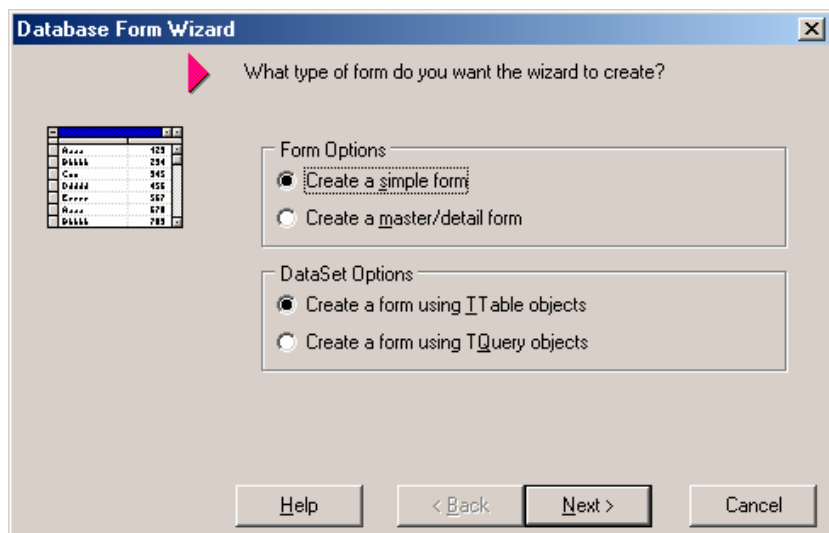 Database Form Wizard
What type of form do you want the wizard to create?
Form Options
Create a simple form
Create a master/detail form
DataSet Options
Create a form using TTable objects
Create a form using TQuery objects
Help
< Back
Next >
Cancel